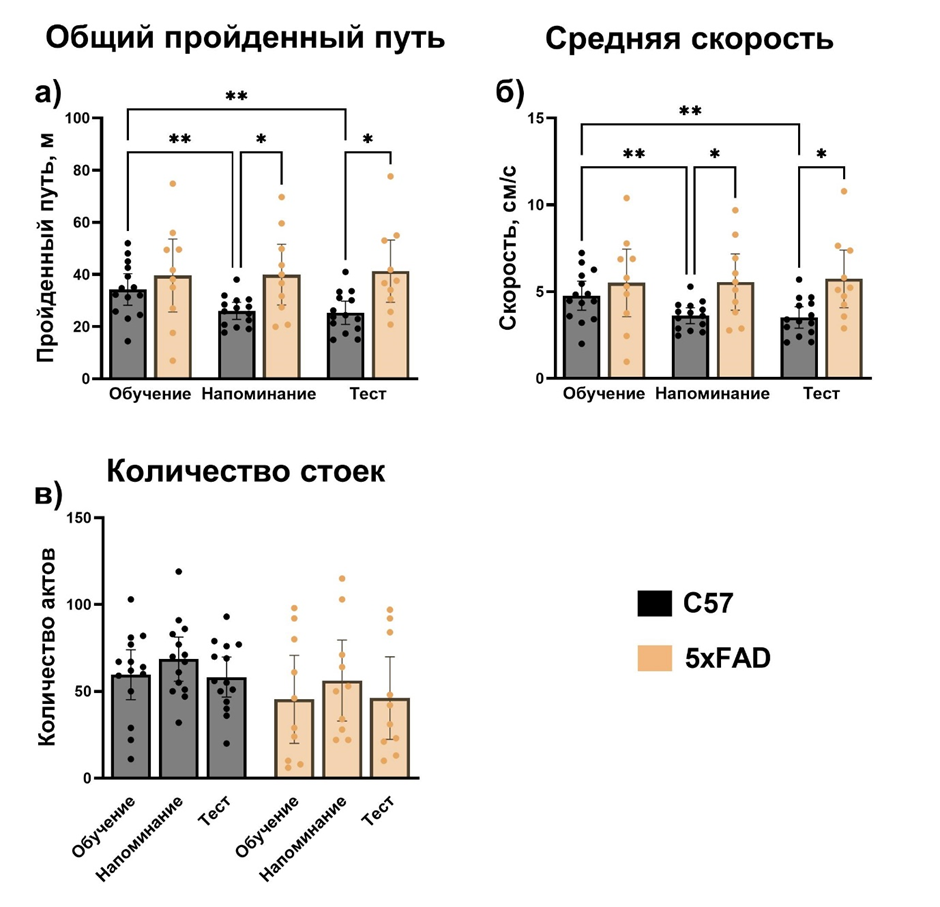 Общий пройденный путь
Средняя скорость
а)
**
**
*
*
100
80
60
40
20
0
Пройденный путь, м
Обучение
Напоминание
Тест
б)
**
**
*
*
15
10
5
0
Скорость, см/с
Обучение
Напоминание
Тест
Количество стоек
в)
150
100
50
0
Количество актов
Обучение
Напоминание
Тест
Обучение
Напоминание
Тест
C57
5xFAD